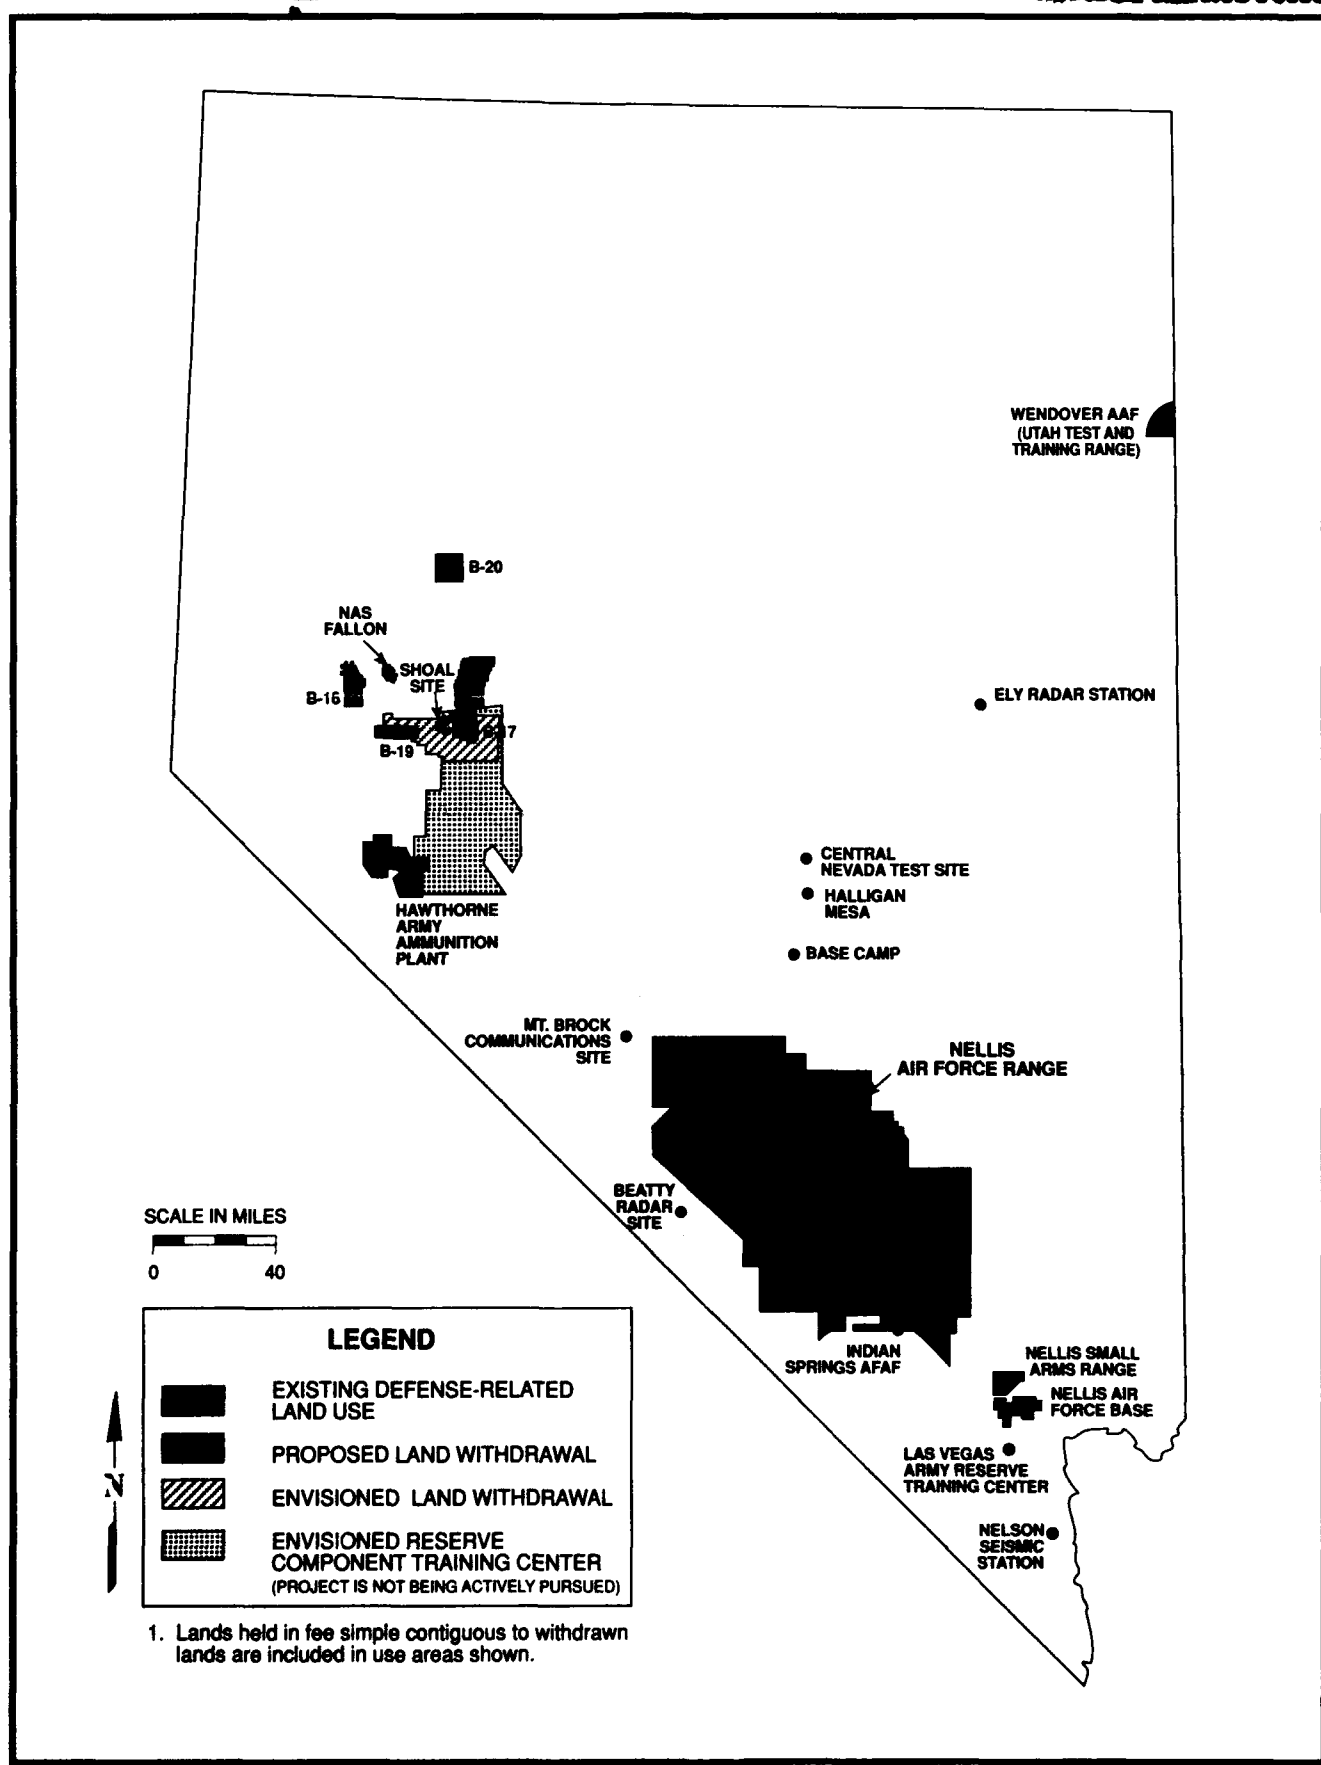 WENDOVER AAF
(UTAH TEST AND
TRAINING RANGE)
B-20
NAS
FALLON
SHOAL
SITE
B-16
B-17
B-19
ELY RADAR STATION
CENTRAL
NEVADA TEST SITE
HALLIGAN
MESA
BASE CAMP
HAWTHORNE
ARMY
AMMUNITION
PLANT
MT. BROCK
COMMUNICATIONS
SITE
NELLIS
AIR FORCE RANGE
BEATTY
RADAR
SITE
INDIAN
SPRINGS AFAF
NELLIS SMALL
ARMS RANGE
NELLIS AIR
FORCE BASE
LAS VEGAS
ARMY RESERVE
TRAINING CENTER
NELSON
SEISMIC
STATION
SCALE IN MILES
0 40
N
LEGEND
EXISTING DEFENSE-RELATED
LAND USE
PROPOSED LAND WITHDRAWAL
ENVISIONED LAND WITHDRAWAL
ENVISIONED RESERVE
COMPONENT TRAINING CENTER
(PROJECT IS NOT BEING ACTIVELY PURSUED)
1. Lands held in fee simple contiguous to withdrawn
lands are included in use areas shown.